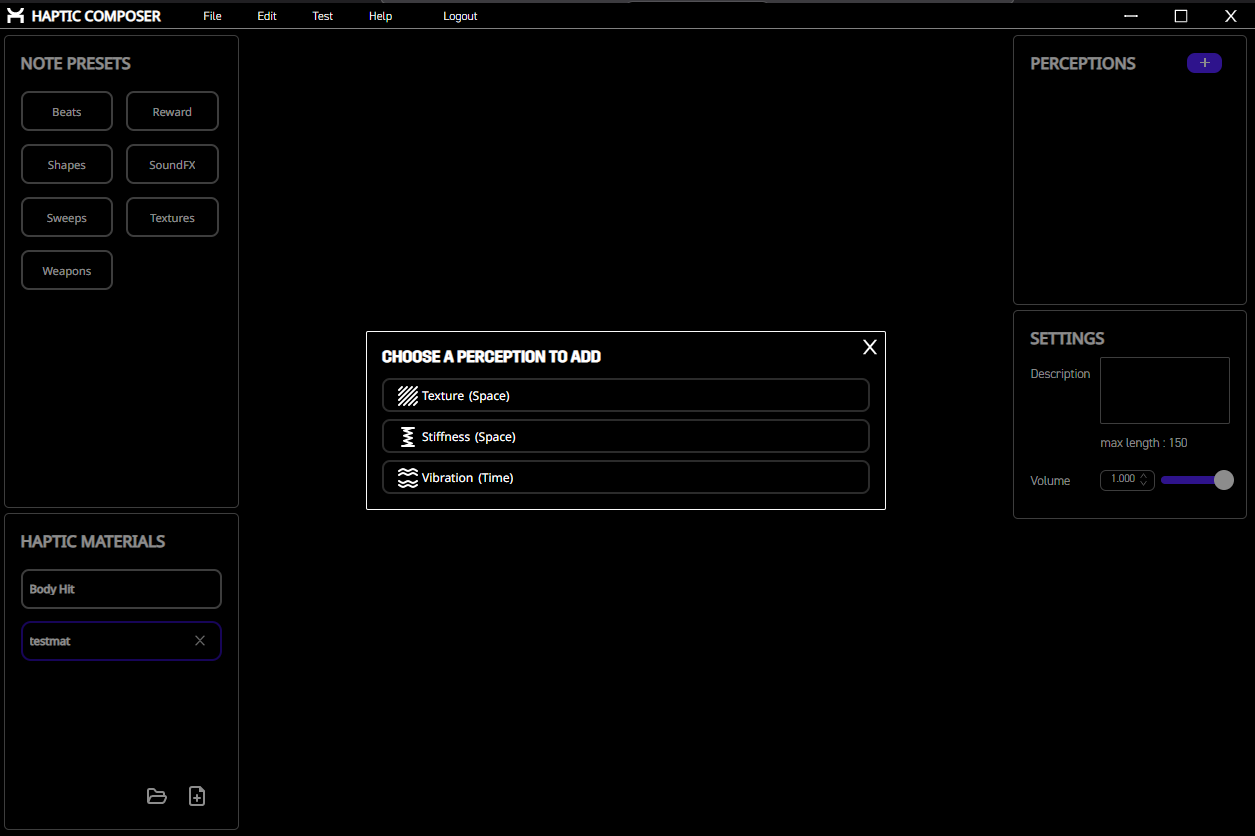 HAPTIC COMPOSER File Edit Test Help Logout
NOTE PRESETS
Beats Reward
Shapes SoundFX
Sweeps Textures
Weapons
HAPTIC MATERIALS
Body Hit
testmat X
CHOOSE A PERCEPTION TO ADD X
Texture (Space)
Stiffness (Space)
Vibration (Time)
PERCEPTIONS +
SETTINGS
Description
max length : 150
Volume 1.000